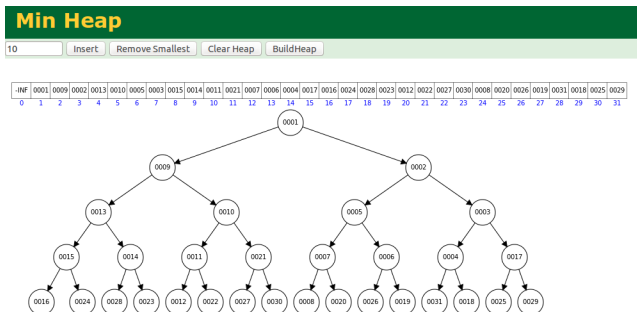 Min Heap
10 Insert Remove Smallest Clear Heap BuildHeap
-INF 0001 0009 0002 0013 0010 0005 0003 0015 0014 0011 0021 0007 0006 0004 0017 0016 0024 0028 0023 0012 0022 0027 0030 0008 0020 0026 0019 0031 0018 0025 0029
0 1 2 3 4 5 6 7 8 9 10 11 12 13 14 15 16 17 18 19 20 21 22 23 24 25 26 27 28 29 30 31
0001
0009 0002
0013 0010 0005 0003
0015 0014 0011 0021 0007 0006 0004 0017
0016 0024 0028 0023 0012 0022 0027 0030 0008 0020 0026 0019 0031 0018 0025 0029